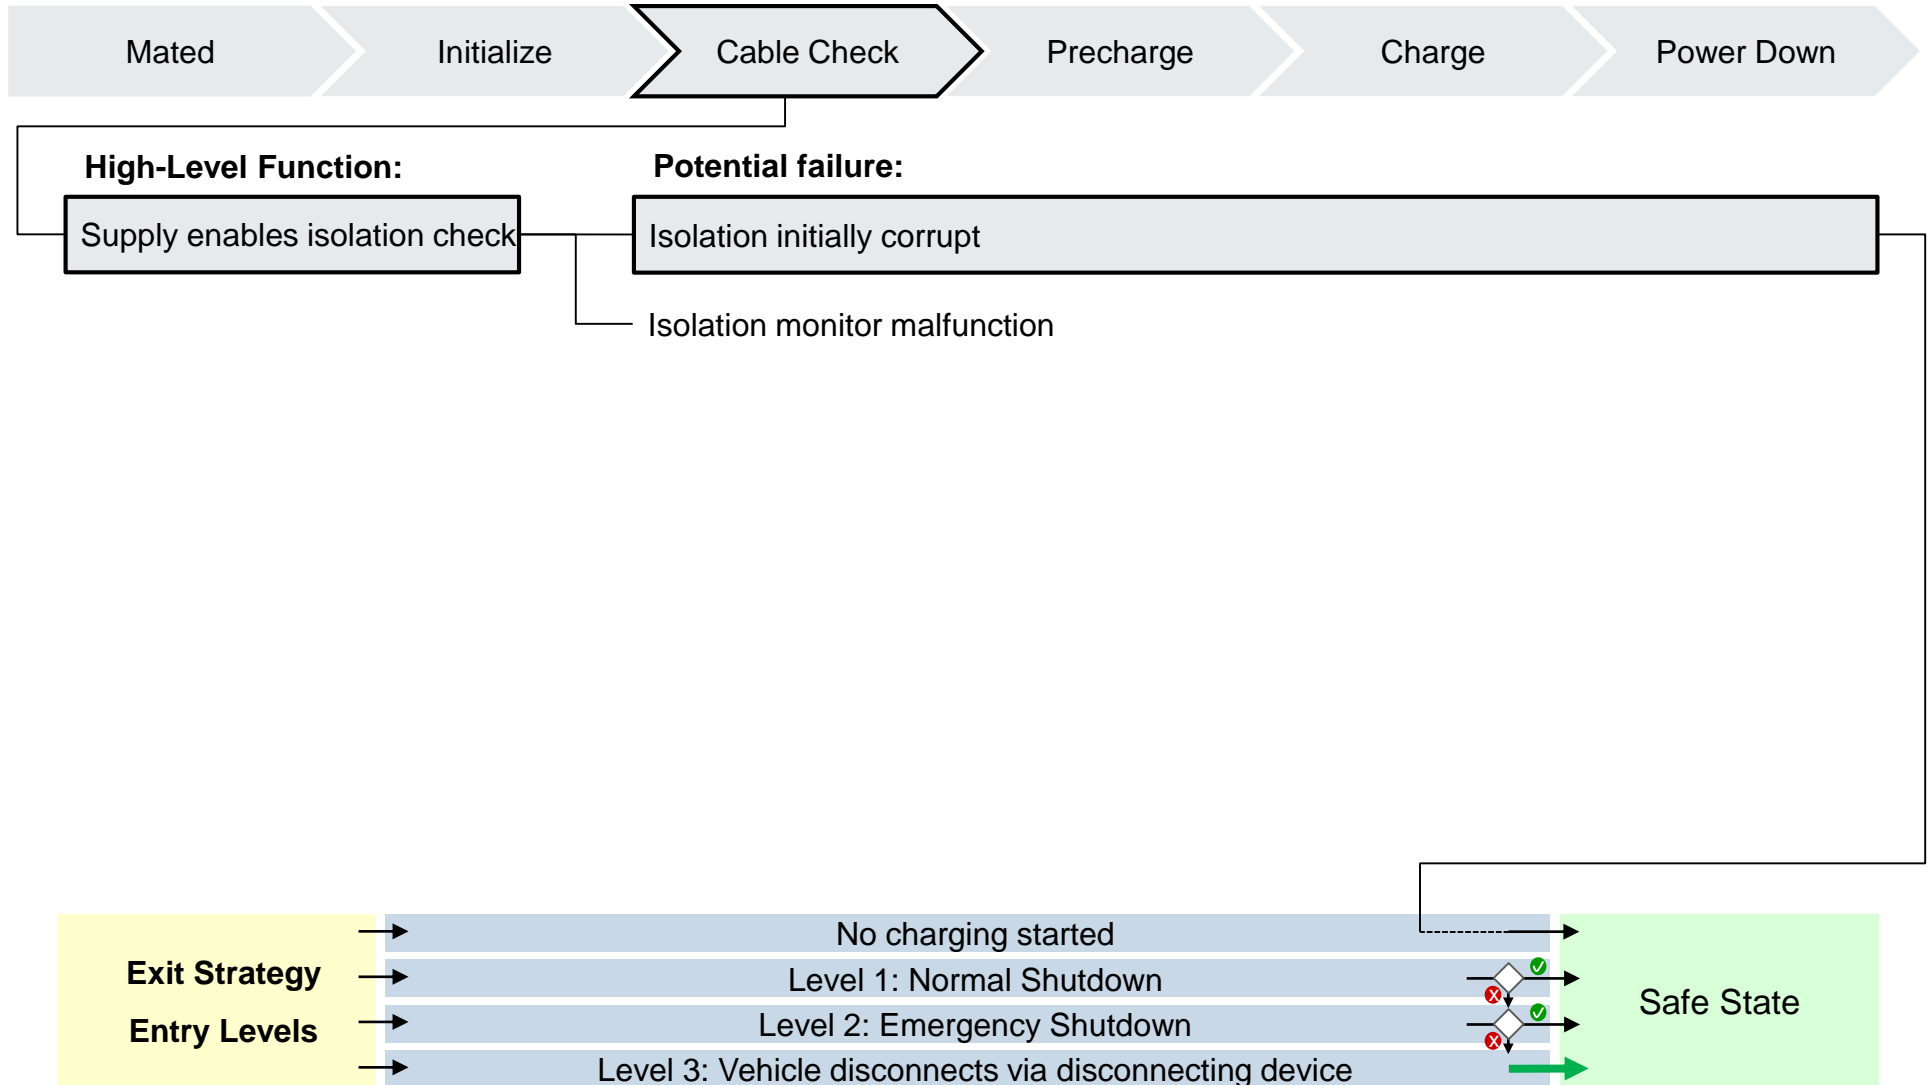 Mated
Initialize
Cable Check
Precharge
Charge
Power Down
High-Level Function:
Potential failure:
Supply enables isolation check
Isolation initially corrupt
Isolation monitor malfunction
No charging started
Exit Strategy
Entry Levels
Level 1: Normal Shutdown
X
Level 2: Emergency Shutdown
X
Level 3: Vehicle disconnects via disconnecting device
Safe State